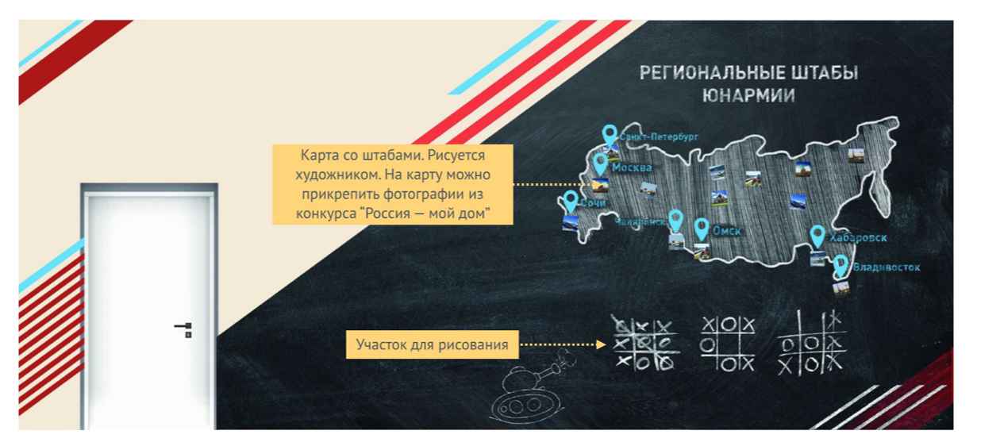 РЕГИОНАЛЬНЫЕ ШТАБЫ
ЮНАРМИИ
Санкт-Петербург
Москва
Сочи
Челябинск
Омск
Хабаровск
Владивосток
Карта со штабами. Рисуется
художником. На карту можно
прикрепить фотографии из
конкурса “Россия — мой дом”
Участок для рисования